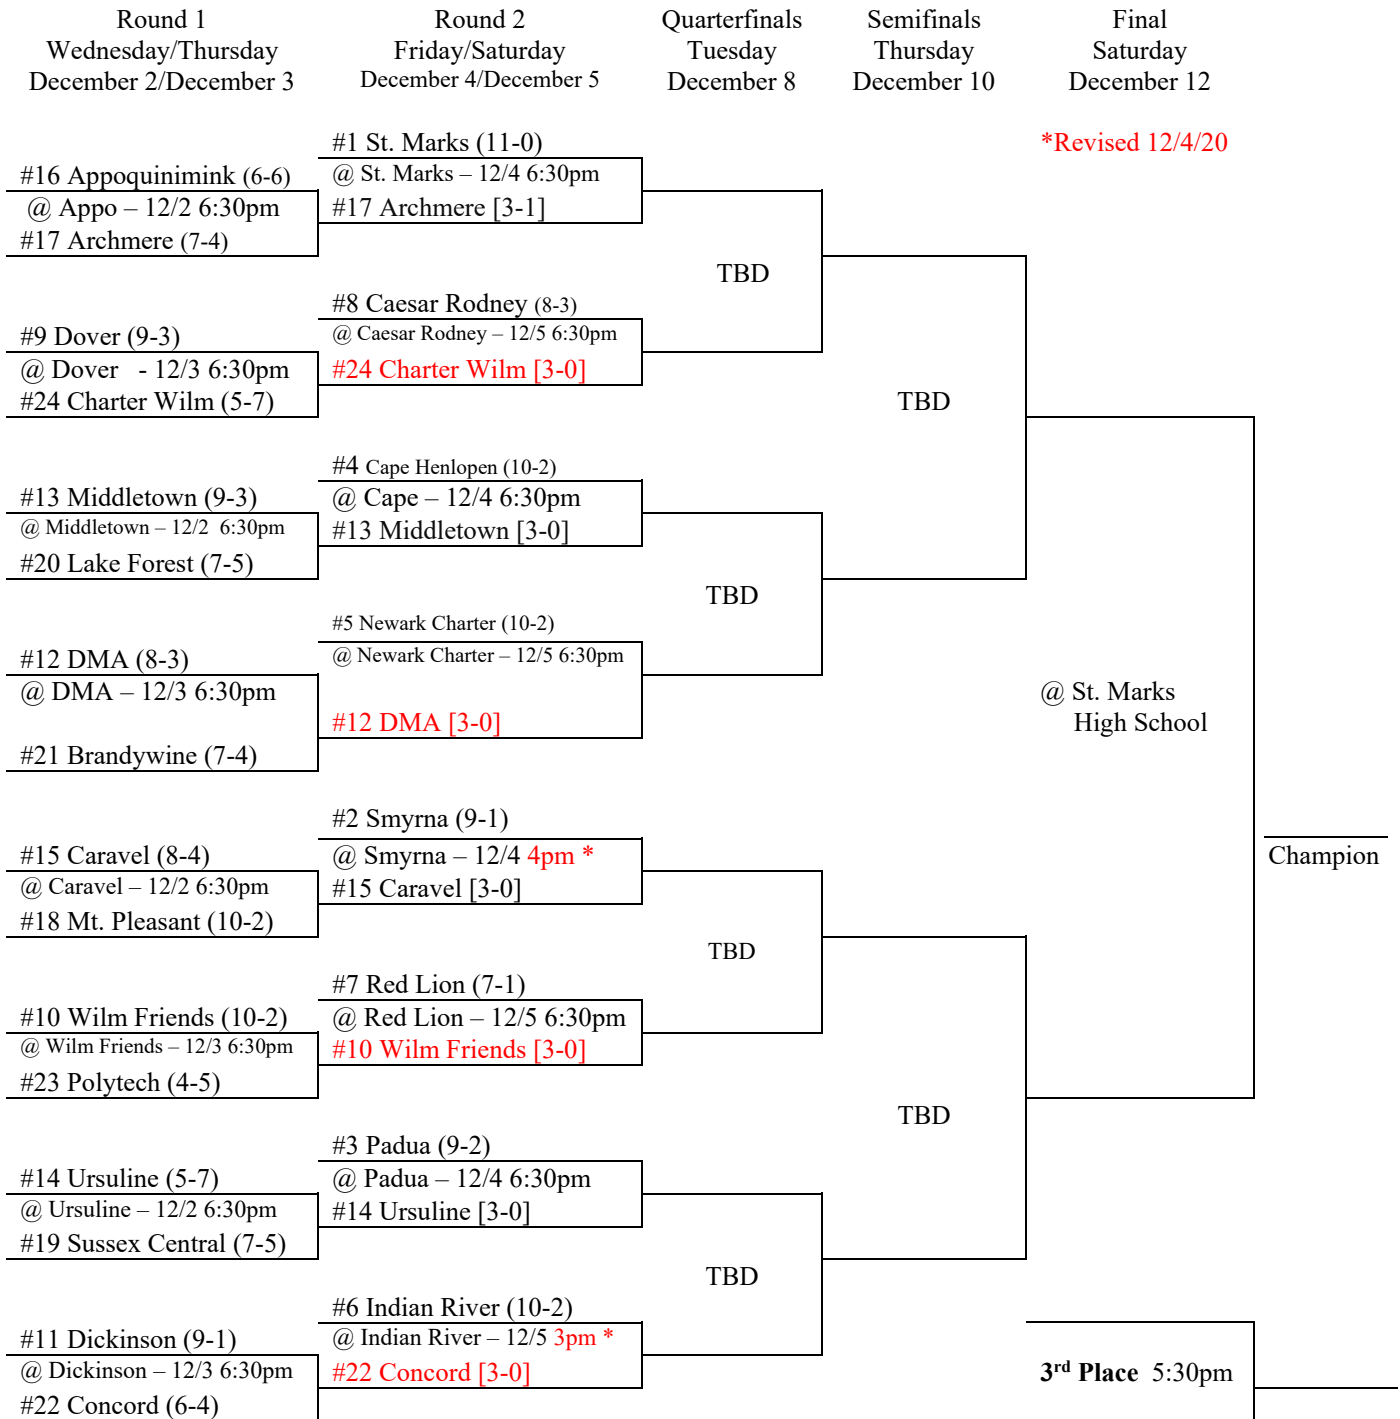 Round 1
Wednesday/Thursday
December 2/December 3
Round 2
Friday/Saturday
December 4/December 5
Quarterfinals
Tuesday
December 8
Semifinals
Thursday
December 10
Final
Saturday
December 12
*Revised 12/4/20
#16 Appoquinimink (6-6)
@ Appo – 12/2 6:30pm
#17 Archmere (7-4)
#9 Dover (9-3)
@ Dover - 12/3 6:30pm
#24 Charter Wilm (5-7)
#13 Middletown (9-3)
@ Middletown – 12/2 6:30pm
#20 Lake Forest (7-5)
#12 DMA (8-3)
@ DMA – 12/3 6:30pm
#21 Brandywine (7-4)
#15 Caravel (8-4)
@ Caravel – 12/2 6:30pm
#18 Mt. Pleasant (10-2)
#10 Wilm Friends (10-2)
@ Wilm Friends – 12/3 6:30pm
#23 Polytech (4-5)
#14 Ursuline (5-7)
@ Ursuline – 12/2 6:30pm
#19 Sussex Central (7-5)
#11 Dickinson (9-1)
@ Dickinson – 12/3 6:30pm
#22 Concord (6-4)
#1 St. Marks (11-0)
@ St. Marks – 12/4 6:30pm
#17 Archmere [3-1]
#8 Caesar Rodney (8-3)
@ Caesar Rodney – 12/5 6:30pm
#24 Charter Wilm [3-0]
#4 Cape Henlopen (10-2)
@ Cape – 12/4 6:30pm
#13 Middletown [3-0]
#5 Newark Charter (10-2)
@ Newark Charter – 12/5 6:30pm
#12 DMA [3-0]
#2 Smyrna (9-1)
@ Smyrna – 12/4 4pm *
#15 Caravel [3-0]
#7 Red Lion (7-1)
@ Red Lion – 12/5 6:30pm
#10 Wilm Friends [3-0]
#3 Padua (9-2)
@ Padua – 12/4 6:30pm
#14 Ursuline [3-0]
#6 Indian River (10-2)
@ Indian River – 12/5 3pm *
#22 Concord [3-0]
TBD
TBD
TBD
TBD
TBD
TBD
@ St. Marks
High School
Champion
3rd Place 5:30pm